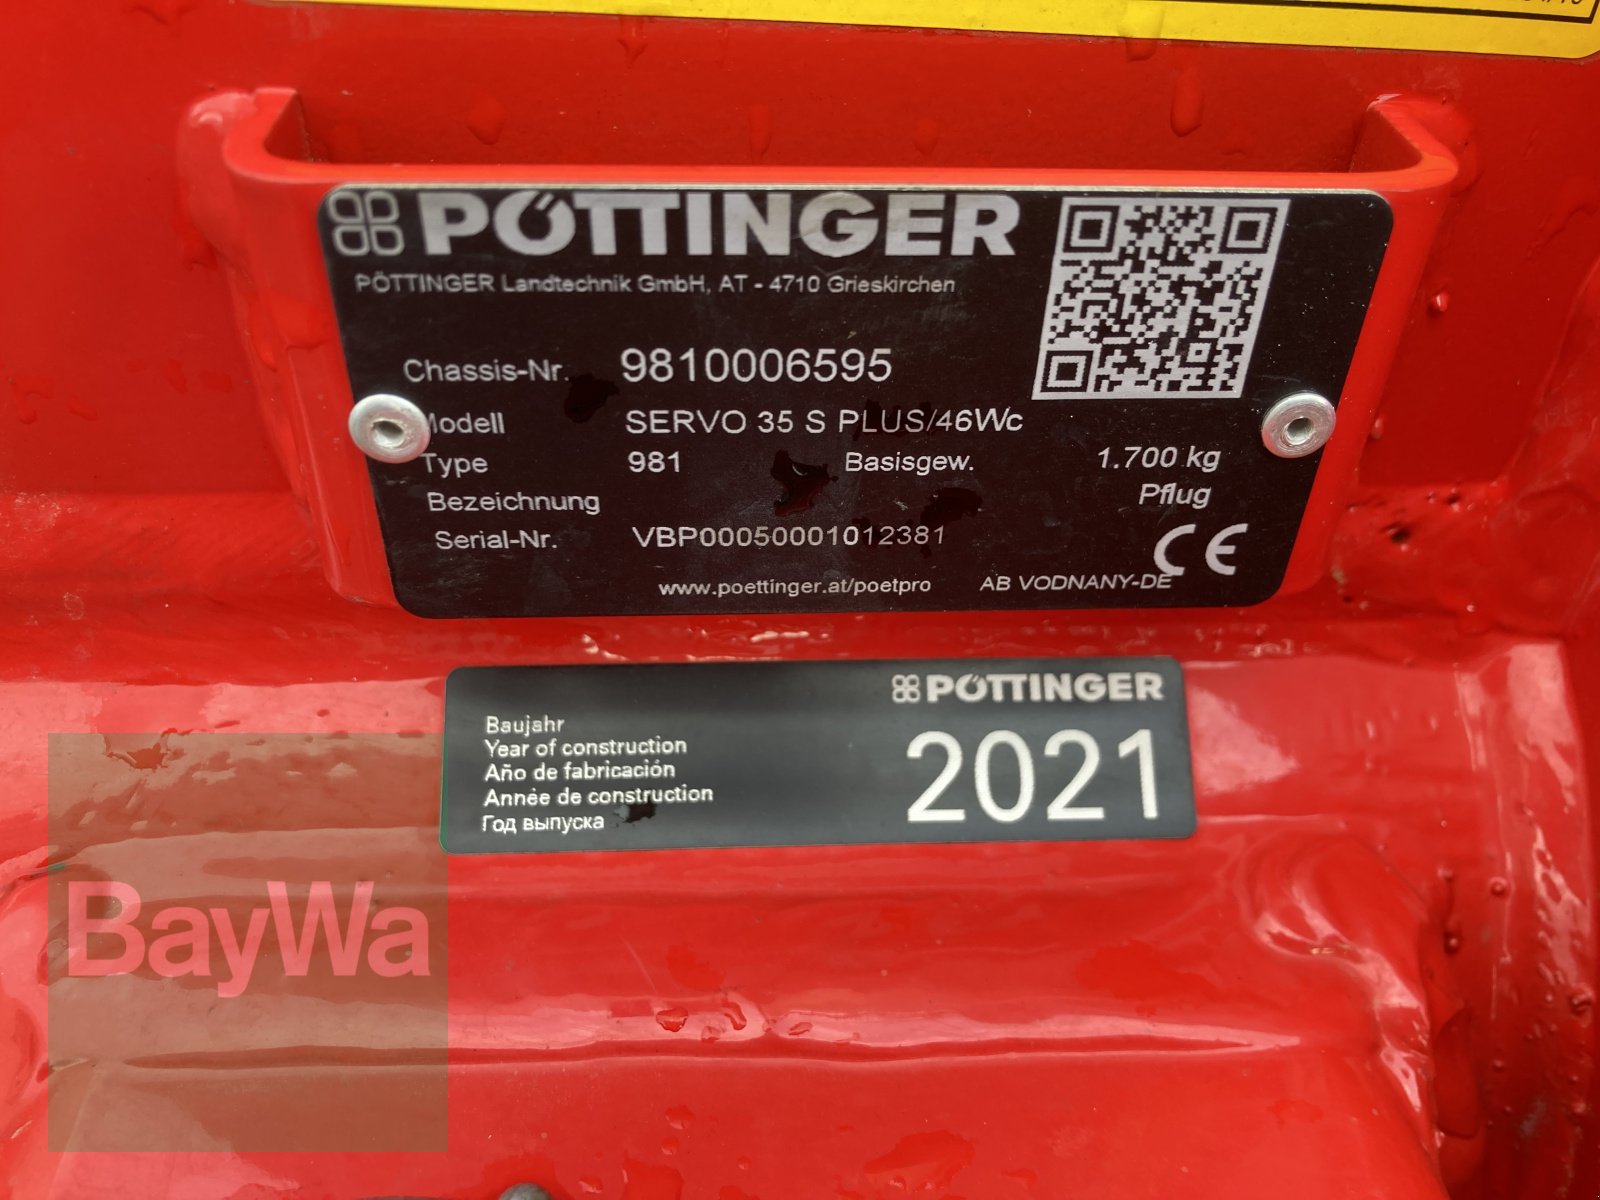 PÖTTINGER
PÖTTINGER Landtechnik GmbH, AT - 4710 Grieskirchen
Chassis-Nr. 9810006595
Modell SERVO 35 S PLUS/46Wc
Type 981 Basisgew. 1.700 kg
Bezeichnung Pflug
Serial-Nr. VBP00050001012381
CE
www.poettinger.at/poetpro AB VODNANY-DE
PÖTTINGER
Baujahr
Year of construction
Año de fabricación
Année de construction
Год выпуска
2021
BayWa